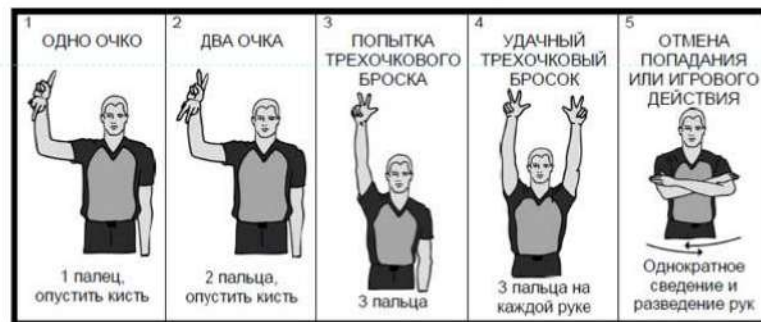 1
ОДНО ОЧКО
1 палец,
опустить кисть
2
ДВА ОЧКА
2 пальца,
опустить кисть
3
ПОПЫТКА
ТРЕХОЧКОВОГО
БРОСКА
3 пальца
4
УДАЧНЫЙ
ТРЕХОЧКОВЫЙ
БРОСОК
3 пальца на
каждой руке
5
ОТМЕНА
ПОПАДАНИЯ
ИЛИ ИГРОВОГО
ДЕЙСТВИЯ
Однократное
сведение и
разведение рук